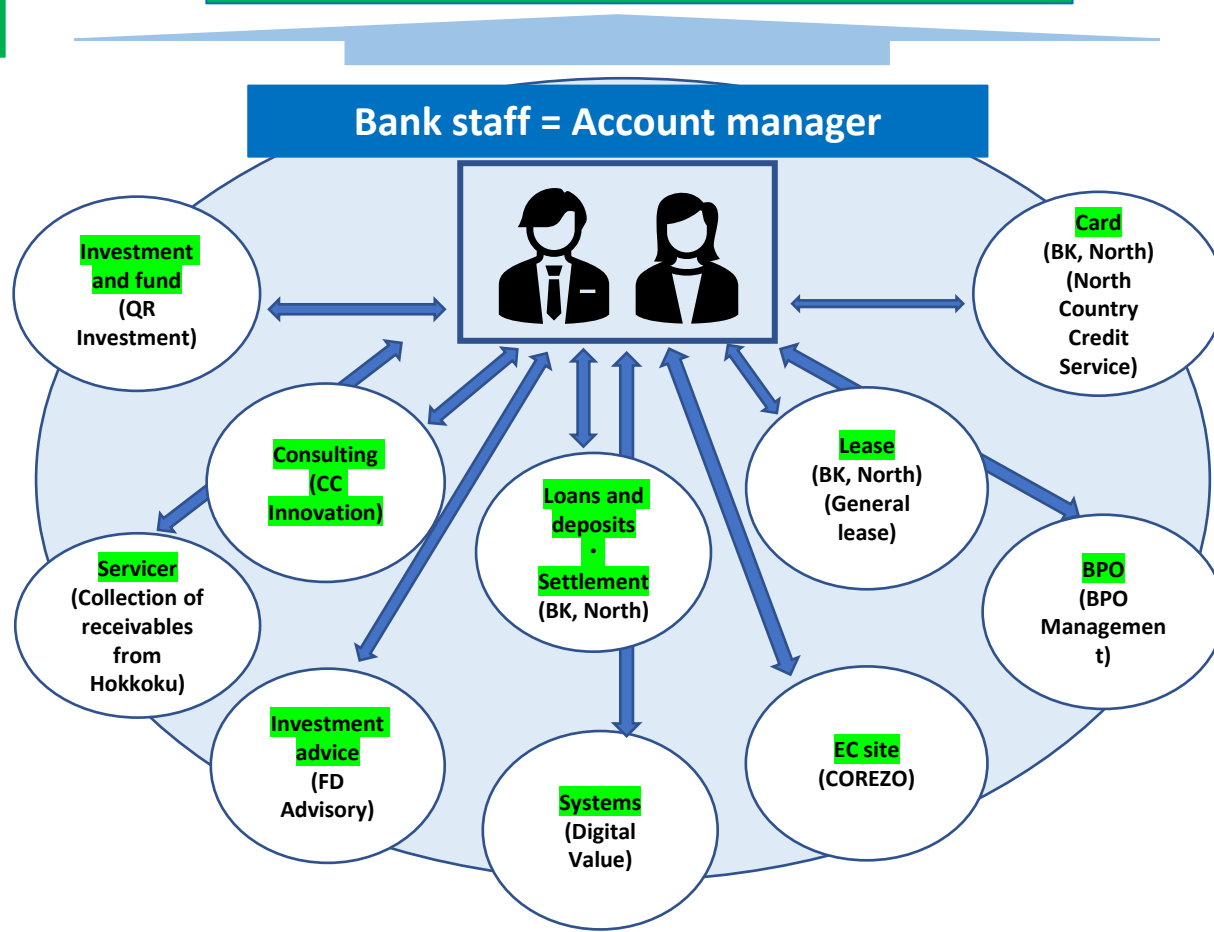 Bank staff = Account manager
Investment
and fund
(QR
Investment)
Card
(BK, North)
(North
Country
Credit
Service)
Consulting
(CC
Innovation)
Loans and
deposits
・
Settlement
(BK, North)
Lease
(BK, North)
(General
lease)
Servicer
(Collection of
receivables
from
Hokkoku)
BPO
(BPO
Managemen
t)
Investment
advice
(FD
Advisory)
Systems
(Digital
Value)
EC site
(COREZO)